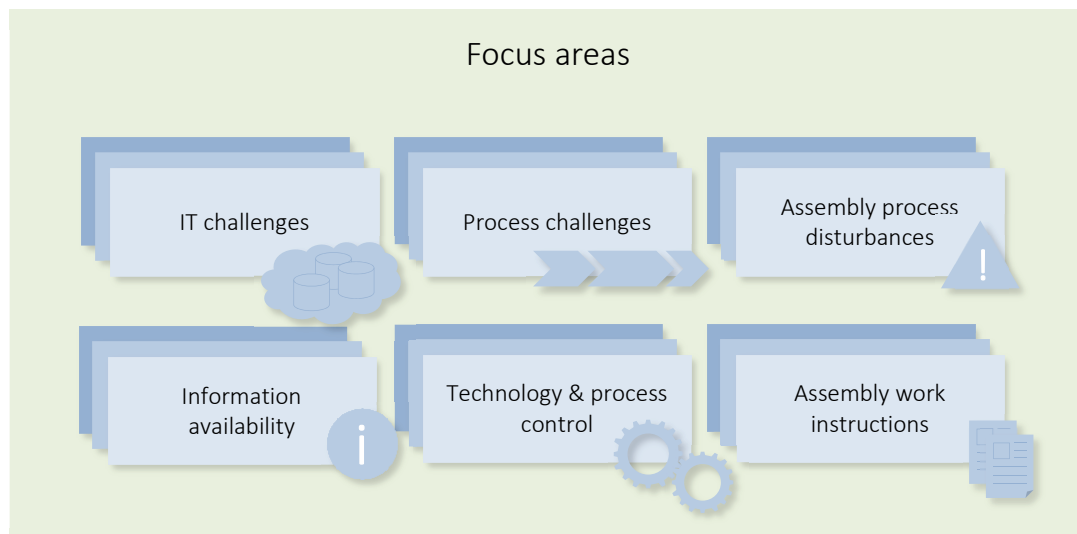 Focus areas
IT challenges
Process challenges
Assembly process
disturbances
!
Information
availability
i
Technology & process
control
Assembly work
instructions